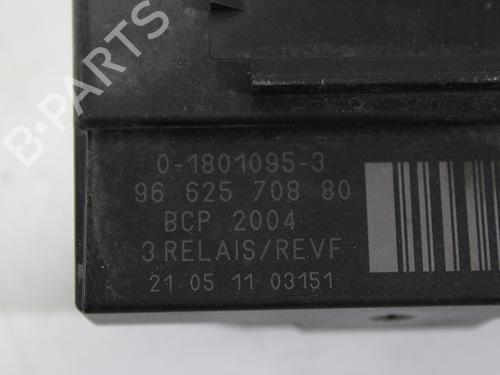 B-PARTS
0-1801095-3
96 625 708 80
BCP 2004
3 RELAIS/REVF
21 05 11 03151